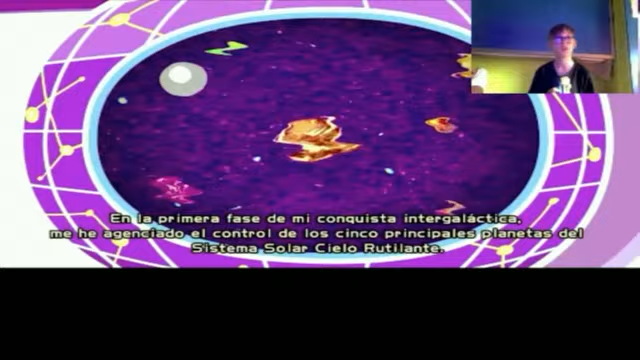 En la primera fase de mi conquista intergaláctica,
me he agenciado el control de los cinco principales planetas del
Sistema Solar Cielo Rutilante.